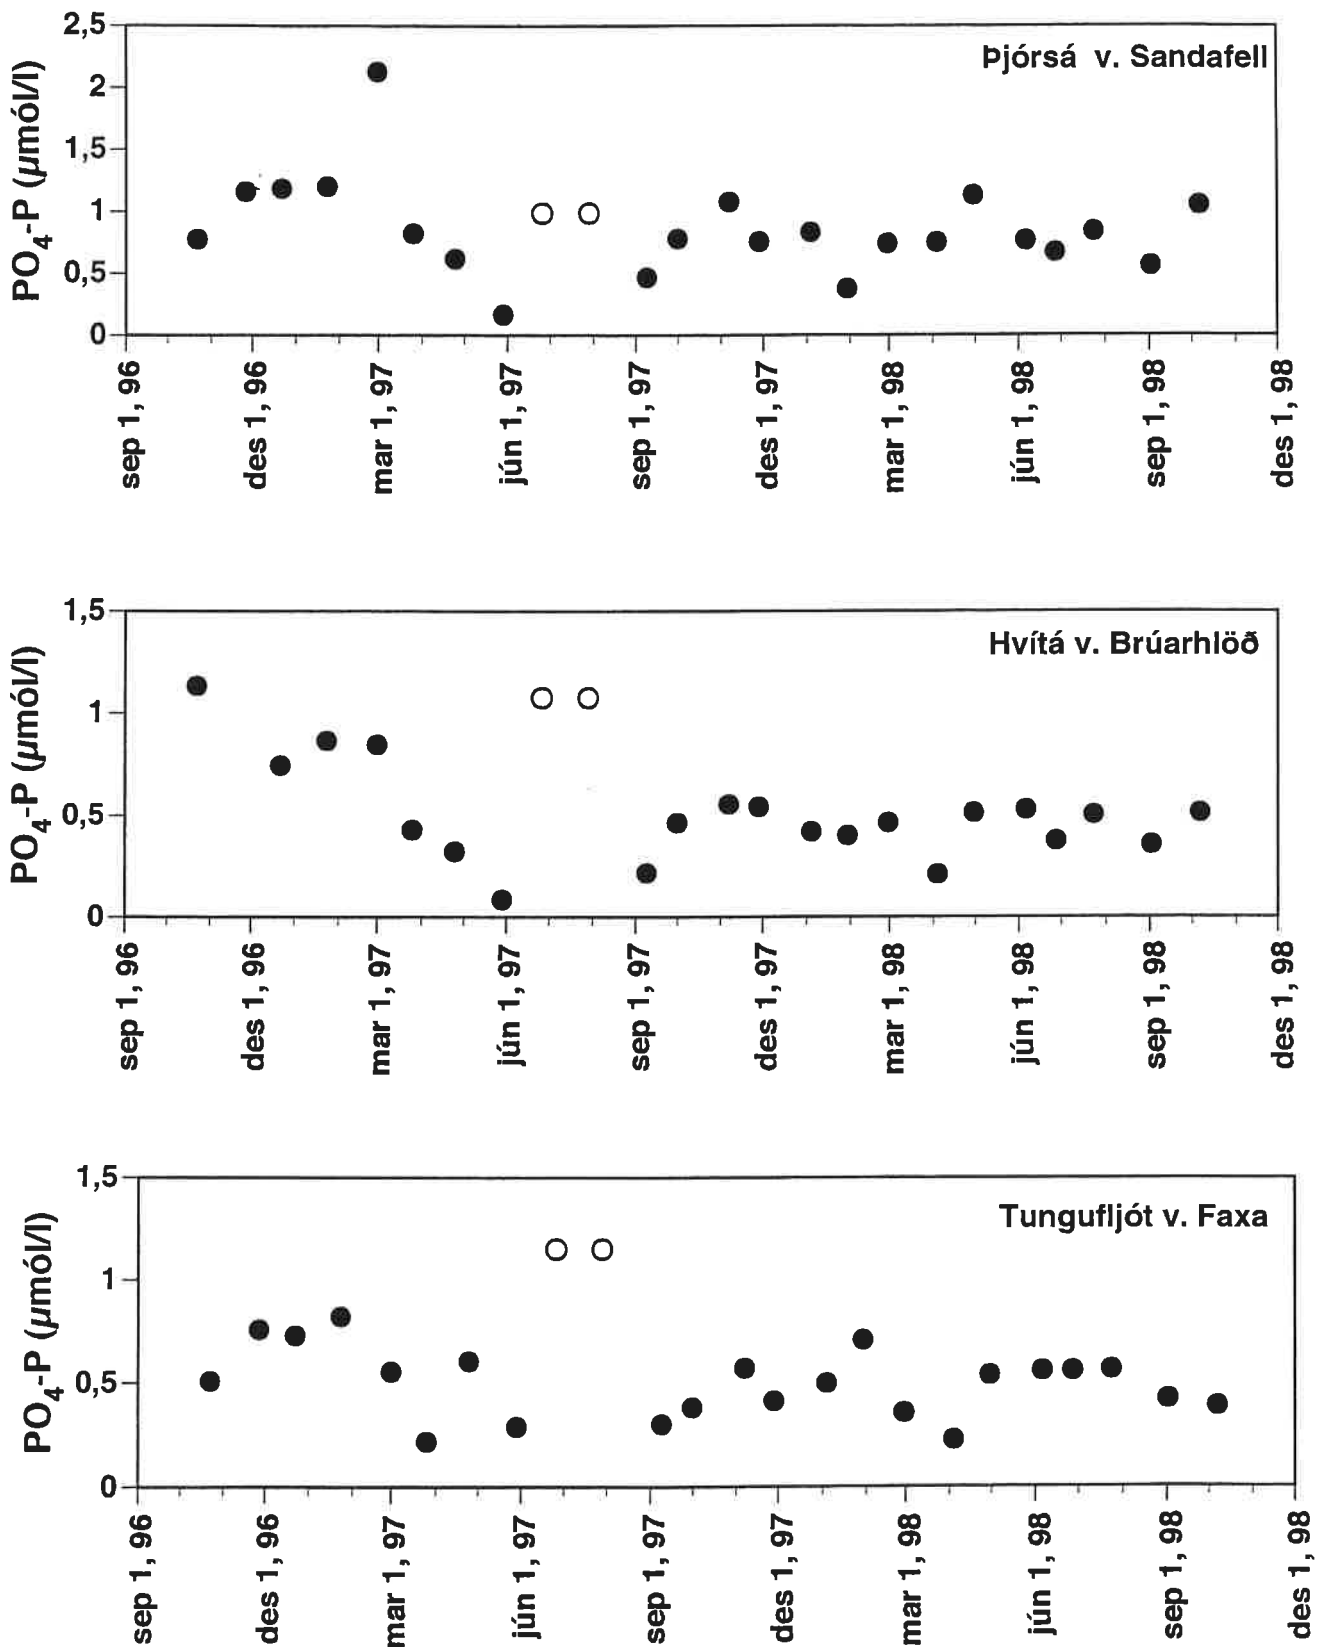 Þjórsá v. Sandafell
PO4-P (µmól/l)
2,5
2
1,5
1
0,5
0
sep 1, 96
des 1, 96
mar 1, 97
jún 1, 97
sep 1, 97
des 1, 97
mar 1, 98
jún 1, 98
sep 1, 98
des 1, 98
Hvítá v. Brúarhlöð
PO4-P (µmól/l)
1,5
1
0,5
0
sep 1, 96
des 1, 96
mar 1, 97
jún 1, 97
sep 1, 97
des 1, 97
mar 1, 98
jún 1, 98
sep 1, 98
des 1, 98
Tungufljót v. Faxa
PO4-P (µmól/l)
1,5
1
0,5
0
sep 1, 96
des 1, 96
mar 1, 97
jún 1, 97
sep 1, 97
des 1, 97
mar 1, 98
jún 1, 98
sep 1, 98
des 1, 98